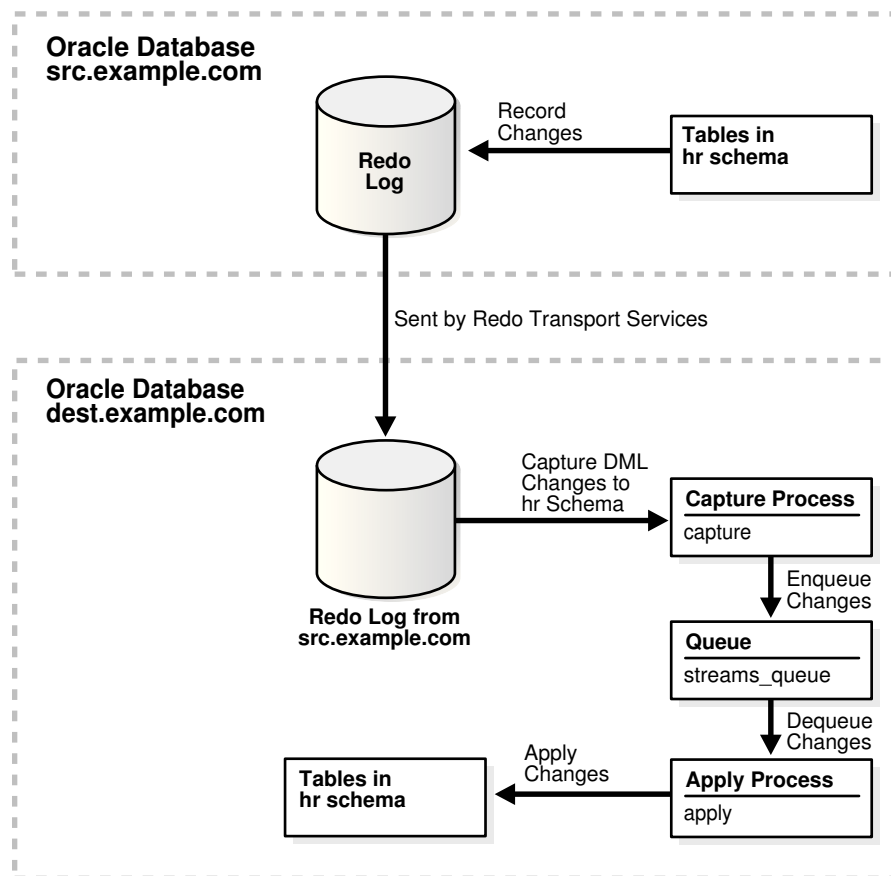 Oracle Database
src.example.com
Redo
Log
Record
Changes
Tables in
hr schema
Sent by Redo Transport Services
Oracle Database
dest.example.com
Redo Log from
src.example.com
Capture DML
Changes to
hr Schema
Capture Process
capture
Enqueue
Changes
Queue
streams_queue
Dequeue
Changes
Apply Process
apply
Apply
Changes
Tables in
hr schema